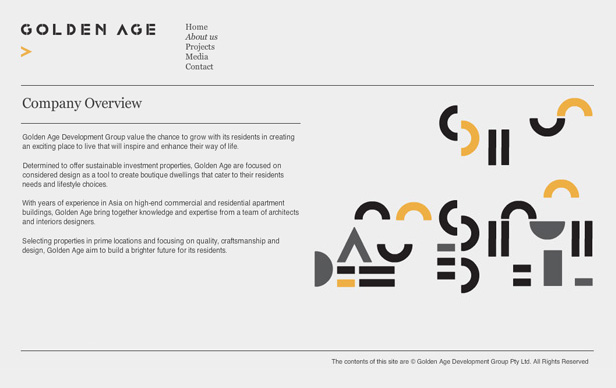 GOLDEN AGE
Home
About us
Projects
Media
Contact
Company Overview
Golden Age Development Group value the chance to grow with its residents in creating
an exciting place to live that will inspire and enhance their way of life.
Determined to offer sustainable investment properties, Golden Age are focused on
considered design as a tool to create boutique dwellings that cater to their residents
needs and lifestyle choices.
With years of experience in Asia on high-end commercial and residential apartment
buildings, Golden Age bring together knowledge and expertise from a team of architects
and interiors designers.
Selecting properties in prime locations and focusing on quality, craftsmanship and
design, Golden Age aim to build a brighter future for its residents.
The contents of this site are © Golden Age Development Group Pty Ltd. All Rights Reserved